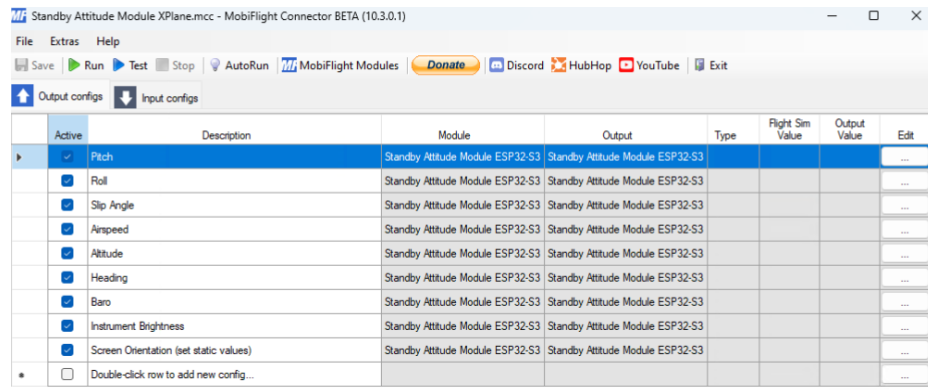 Standby Attitude Module XPlane.mcc - MobiFlight Connector BETA (10.3.0.1)
File Extras Help
Save Run Test Stop AutoRun MobiFlight Modules Donate Discord HubHop YouTube Exit
Output configs Input configs
Active Description Module Output Type Flight Sim Value Output Value Edit
Pitch Standby Attitude Module ESP32-S3 Standby Attitude Module ESP32-S3 ...
Roll Standby Attitude Module ESP32-S3 Standby Attitude Module ESP32-S3 ...
Slip Angle Standby Attitude Module ESP32-S3 Standby Attitude Module ESP32-S3 ...
Airspeed Standby Attitude Module ESP32-S3 Standby Attitude Module ESP32-S3 ...
Altitude Standby Attitude Module ESP32-S3 Standby Attitude Module ESP32-S3 ...
Heading Standby Attitude Module ESP32-S3 Standby Attitude Module ESP32-S3 ...
Baro Standby Attitude Module ESP32-S3 Standby Attitude Module ESP32-S3 ...
Instrument Brightness Standby Attitude Module ESP32-S3 Standby Attitude Module ESP32-S3 ...
Screen Orientation (set static values) Standby Attitude Module ESP32-S3 Standby Attitude Module ESP32-S3 ...
Double-click row to add new config... ...